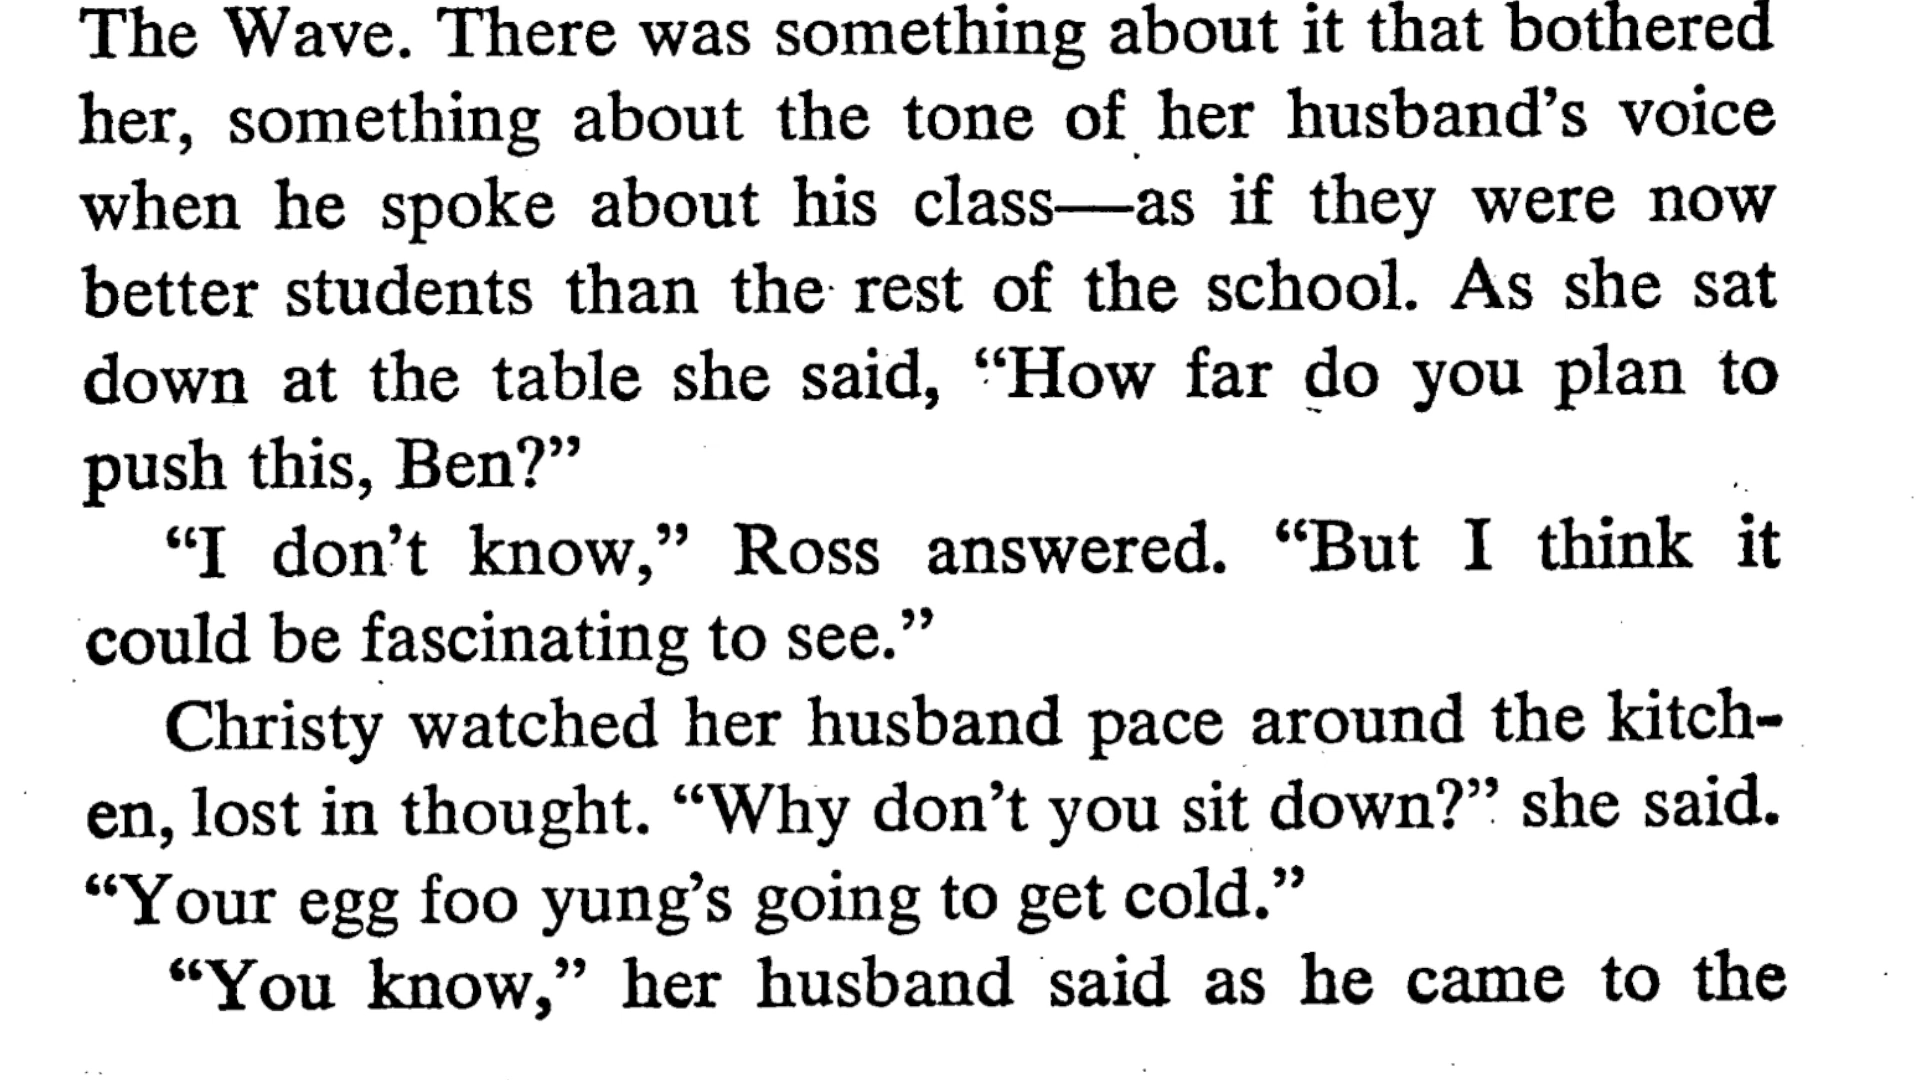 The Wave. There was something about it that bothered
her, something about the tone of her husband's voice
when he spoke about his class—as if they were now
better students than the rest of the school. As she sat
down at the table she said, “How far do you plan to
push this, Ben?”
“I don't know,” Ross answered. “But I think it
could be fascinating to see.”
Christy watched her husband pace around the kitch-
en, lost in thought. “Why don't you sit down?” she said.
“Your egg foo yung's going to get cold.”
“You know,” her husband said as he came to the